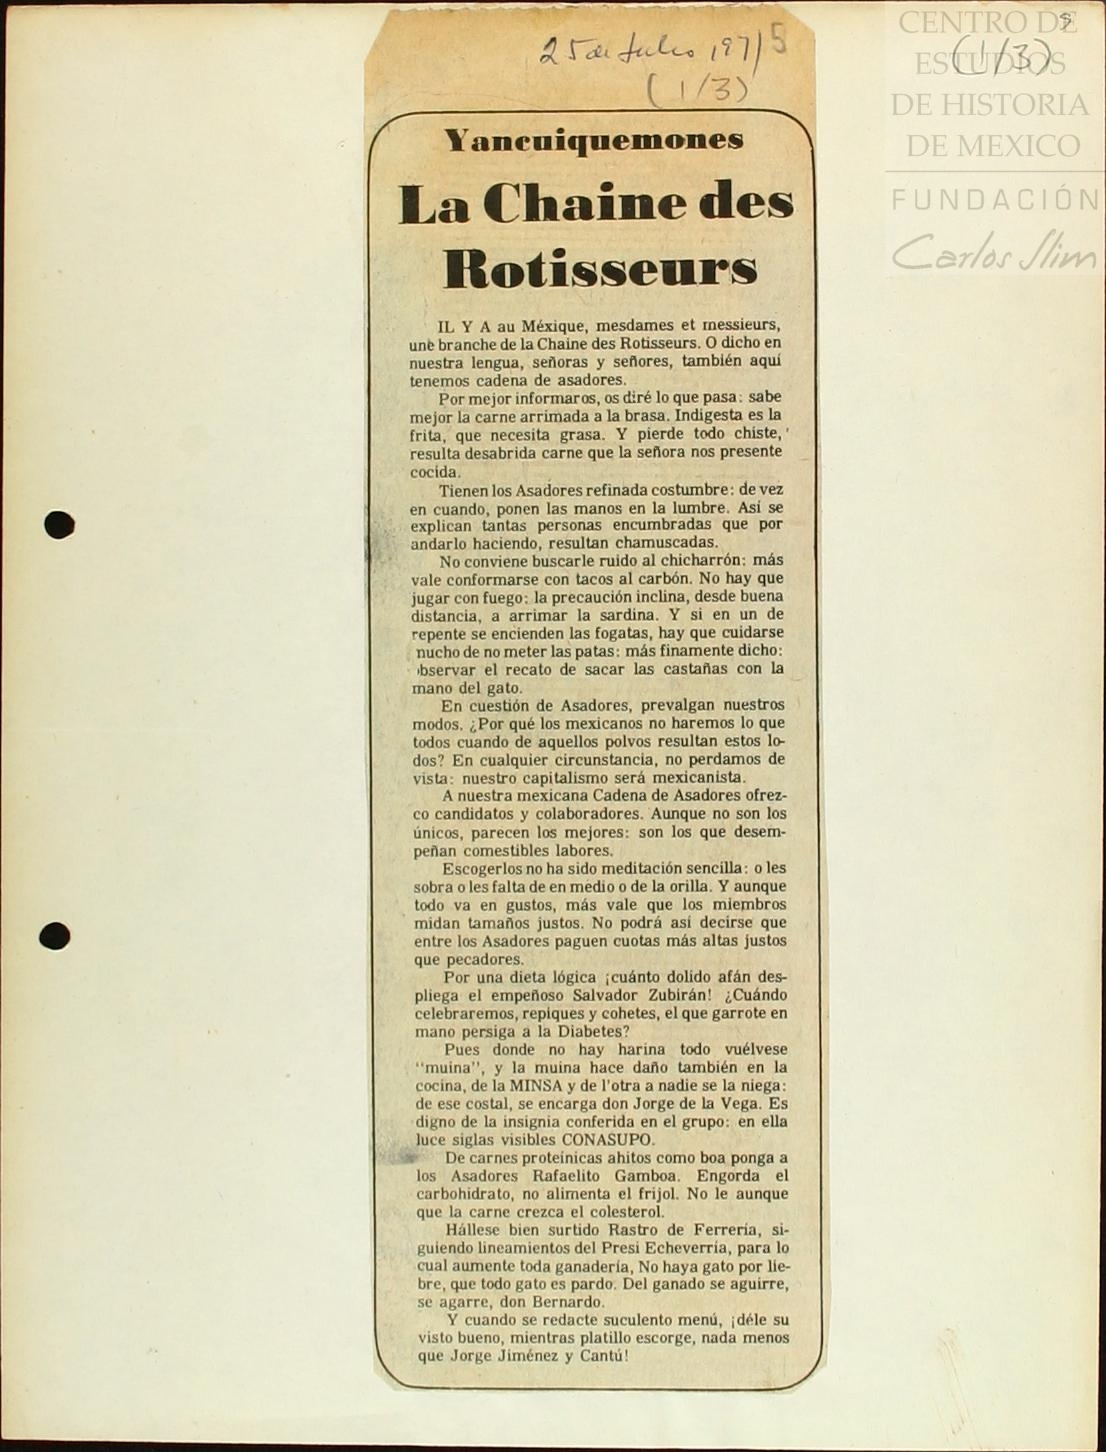 25 de Julio 1975
(1/3)
9
(1/3)
CENTRO DE
ESTUDIOS
DE HISTORIA
DE MEXICO
FUNDACIÓN
Carlos Slim
Yancuiquemones
La Chaine des
Rotisseurs
IL Y A au Méxique, mesdames et messieurs,
une branche de la Chaine des Rotisseurs. O dicho en
nuestra lengua, señoras y señores, también aquí
tenemos cadena de asadores.
Por mejor informaros, os diré lo que pasa: sabe
mejor la carne arrimada a la brasa. Indigesta es la
frita, que necesita grasa. Y pierde todo chiste,
resulta desabrida carne que la señora nos presente
cocida.
Tienen los Asadores refinada costumbre: de vez
en cuando, ponen las manos en la lumbre. Así se
explican tantas personas encumbradas que por
andarlo haciendo, resultan chamuscadas.
No conviene buscarle ruido al chicharrón: más
vale conformarse con tacos al carbón. No hay que
jugar con fuego: la precaución inclina, desde buena
distancia, a arrimar la sardina. Y si en un de
repente se encienden las fogatas, hay que cuidarse
nucho de no meter las patas: más finamente dicho:
bservar el recato de sacar las castañas con la
mano del gato.
En cuestión de Asadores, prevalgan nuestros
modos. ¿Por qué los mexicanos no haremos lo que
todos cuando de aquellos polvos resultan estos lo-
dos? En cualquier circunstancia, no perdamos de
vista: nuestro capitalismo será mexicanista.
A nuestra mexicana Cadena de Asadores ofrez-
co candidatos y colaboradores. Aunque no son los
únicos, parecen los mejores: son los que desem-
peñan comestibles labores.
Escogerlos no ha sido meditación sencilla: o les
sobra o les falta de en medio o de la orilla. Y aunque
todo va en gustos, más vale que los miembros
midan tamaños justos. No podrá así decirse que
entre los Asadores paguen cuotas más altas justos
que pecadores.
Por una dieta lógica ¡cuánto dolido afán des-
pliega el empeñoso Salvador Zubirán! ¿Cuándo
celebraremos, repiques y cohetes, el que garrote en
mano persiga a la Diabetes?
Pues donde no hay harina todo vuélvese
"muina", y la muina hace daño también en la
cocina, de la MINSA y de l'otra a nadie se la niega:
de ese costal, se encarga don Jorge de la Vega. Es
digno de la insignia conferida en el grupo: en ella
luce siglas visibles CONASUPO.
De carnes proteínicas ahitos como boa ponga a
los Asadores Rafaelito Gamboa. Engorda el
carbohidrato, no alimenta el frijol. No le aunque
que la carne crezca el colesterol.
Hállese bien surtido Rastro de Ferrería, si-
guiendo lineamientos del Presi Echeverría, para lo
cual aumente toda ganadería, No haya gato por lie-
bre, que todo gato es pardo. Del ganado se aguirre,
se agarre, don Bernardo.
Y cuando se redacte suculento menú, ¡déle su
visto bueno, mientras platillo escorge, nada menos
que Jorge Jiménez y Cantú!